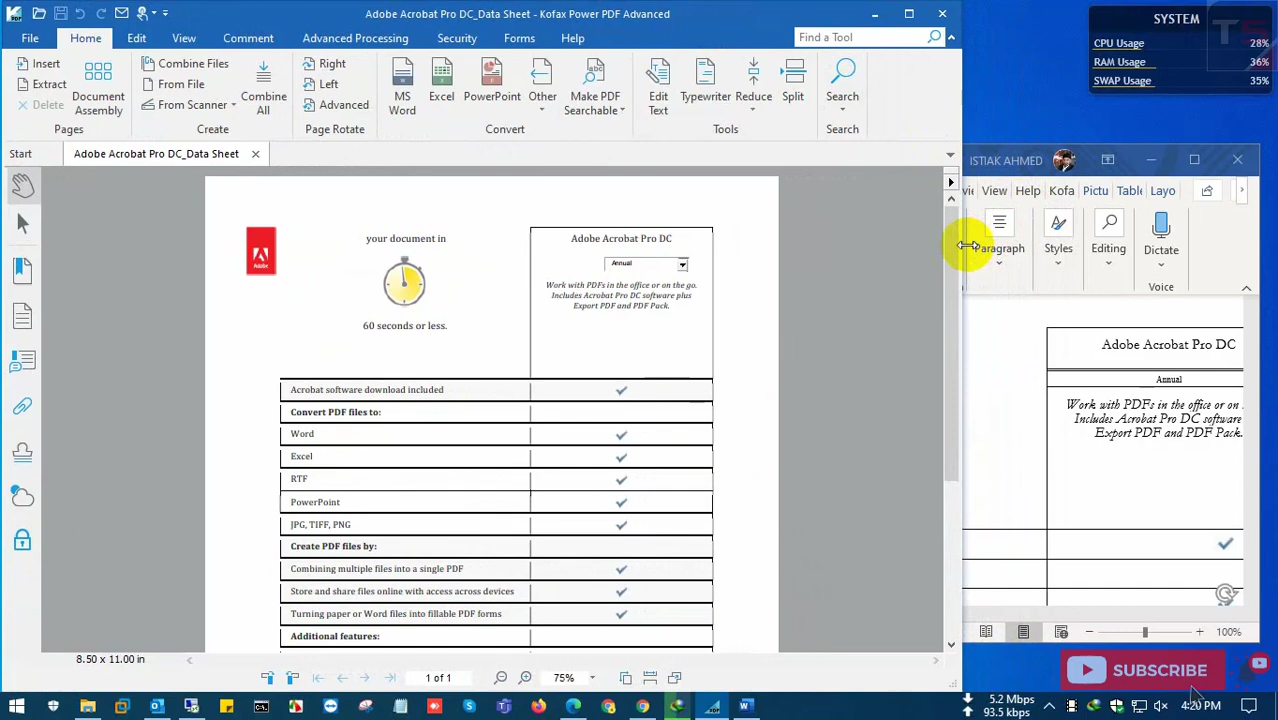 Adobe Acrobat Pro DC_Data Sheet - Kofax Power PDF Advanced
File Home Edit View Comment Advanced Processing Security Forms Help
Find a Tool
Insert
Extract
Delete
Document Assembly
Pages
Combine Files
From File
From Scanner
Combine All
Create
Right
Left
Advanced
Page Rotate
MS Word
Excel
PowerPoint
Other
Make PDF Searchable
Convert
Edit Text
Typewriter
Reduce
Split
Tools
Search
Search
Start
Adobe Acrobat Pro DC_Data Sheet
Adobe
your document in
60 seconds or less.
Adobe Acrobat Pro DC
Annual
Work with PDFs in the office or on the go.
Includes Acrobat Pro DC software plus
Export PDF and PDF Pack.
Acrobat software download included
Convert PDF files to:
Word
Excel
RTF
PowerPoint
JPG, TIFF, PNG
Create PDF files by:
Combining multiple files into a single PDF
Store and share files online with access across devices
Turning paper or Word files into fillable PDF forms
Additional features:
8.50 x 11.00 in
1 of 1
75%
SYSTEM
TS
CPU Usage 28%
RAM Usage 36%
SWAP Usage 35%
ISTIAK AHMED
View Help Kofa Pictu Table Layo
Paragraph
Styles
Editing
Dictate
Voice
Adobe Acrobat Pro DC
Annual
Work with PDFs in the office or on
Includes Acrobat Pro DC software
Export PDF and PDF Pack.
100%
SUBSCRIBE
5.2 Mbps
93.5 kbps
4:20 PM